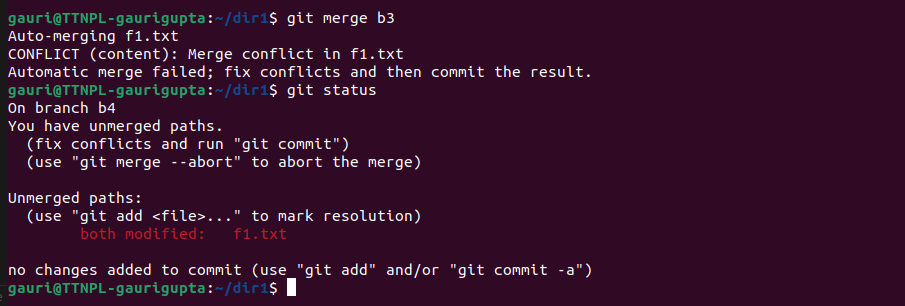 gauri@TTNPL-gaurigupta:~/dir1$ git merge b3
Auto-merging f1.txt
CONFLICT (content): Merge conflict in f1.txt
Automatic merge failed; fix conflicts and then commit the result.
gauri@TTNPL-gaurigupta:~/dir1$ git status
On branch b4
You have unmerged paths.
  (fix conflicts and run "git commit")
  (use "git merge --abort" to abort the merge)

Unmerged paths:
  (use "git add <file>..." to mark resolution)
        both modified:   f1.txt

no changes added to commit (use "git add" and/or "git commit -a")
gauri@TTNPL-gaurigupta:~/dir1$